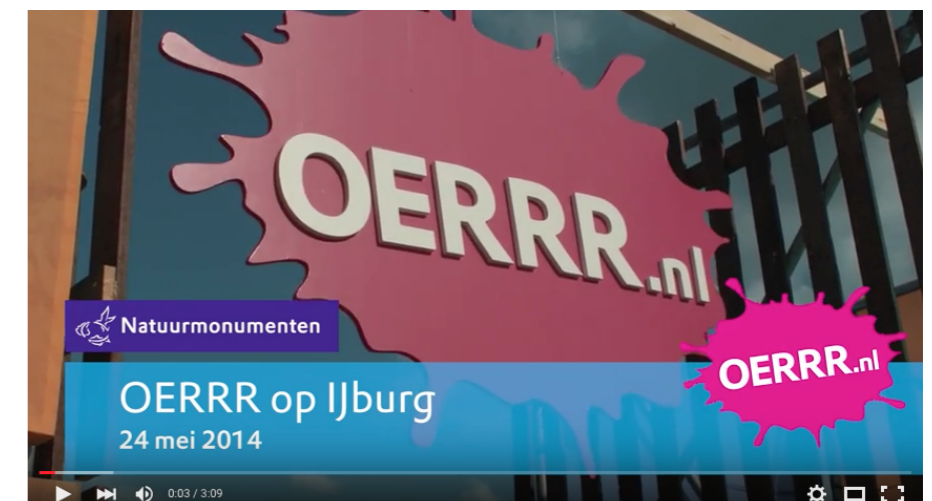 OERRR.nl
Natuurmonumenten
OERRR.nl
OERRR op IJburg
24 mei 2014
0:03 / 3:09